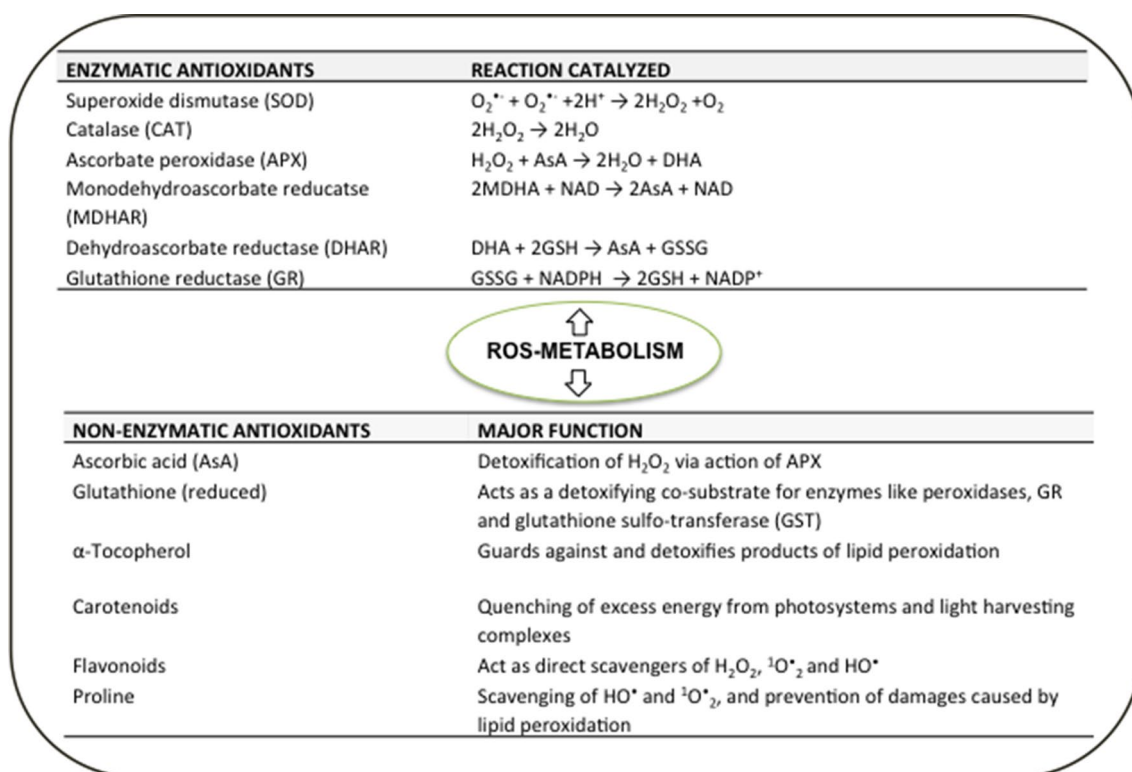 ENZYMATIC ANTIOXIDANTS REACTION CATALYZED
Superoxide dismutase (SOD) O₂•⁻ + O₂•⁻ +2H⁺ → 2H₂O₂ +O₂
Catalase (CAT) 2H₂O₂ → 2H₂O
Ascorbate peroxidase (APX) H₂O₂ + AsA → 2H₂O + DHA
Monodehydroascorbate reducatse 2MDHA + NAD → 2AsA + NAD
(MDHAR)
Dehydroascorbate reductase (DHAR) DHA + 2GSH → AsA + GSSG
Glutathione reductase (GR) GSSG + NADPH → 2GSH + NADP⁺
ROS-METABOLISM
NON-ENZYMATIC ANTIOXIDANTS MAJOR FUNCTION
Ascorbic acid (AsA) Detoxification of H₂O₂ via action of APX
Glutathione (reduced) Acts as a detoxifying co-substrate for enzymes like peroxidases, GR
and glutathione sulfo-transferase (GST)
α-Tocopherol Guards against and detoxifies products of lipid peroxidation
Carotenoids Quenching of excess energy from photosystems and light harvesting
complexes
Flavonoids Act as direct scavengers of H₂O₂, ¹O•₂ and HO•
Proline Scavenging of HO• and ¹O•₂, and prevention of damages caused by
lipid peroxidation